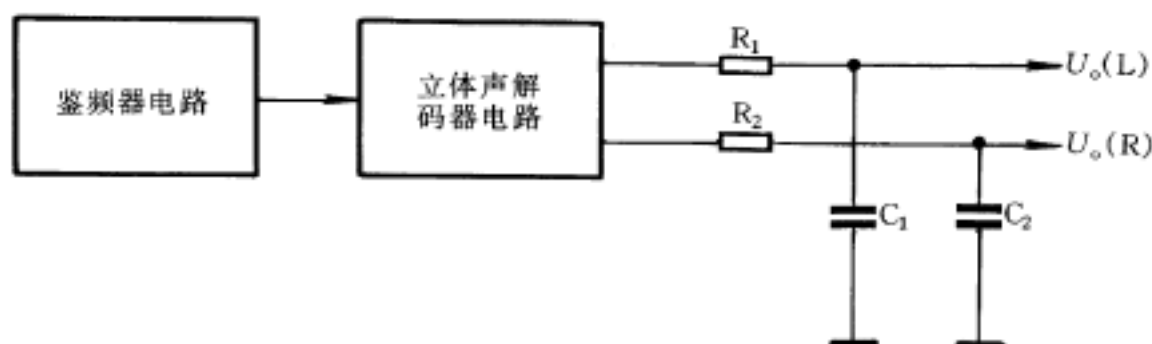 鉴频器电路
立体声解
码器电路
R₁
R₂
Uₒ(L)
Uₒ(R)
C₁
C₂